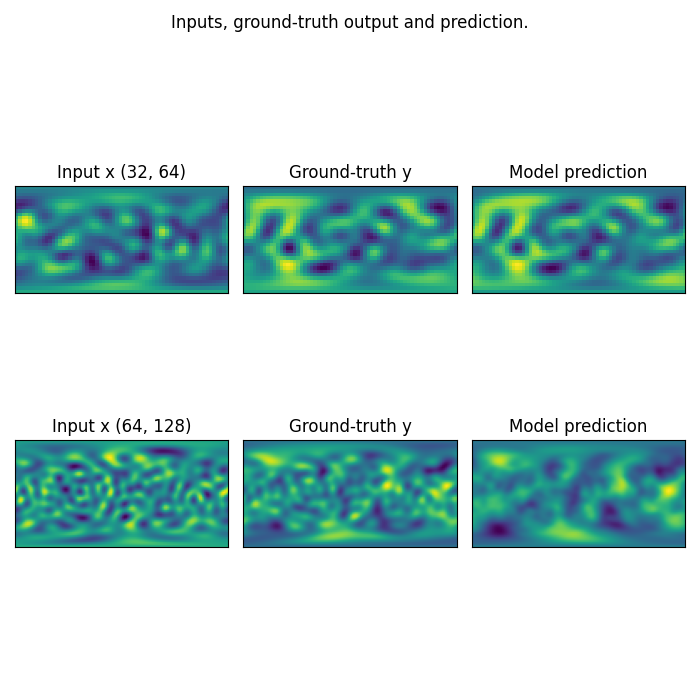 Inputs, ground-truth output and prediction.
Input x (32, 64)
Ground-truth y
Model prediction
Input x (64, 128)
Ground-truth y
Model prediction